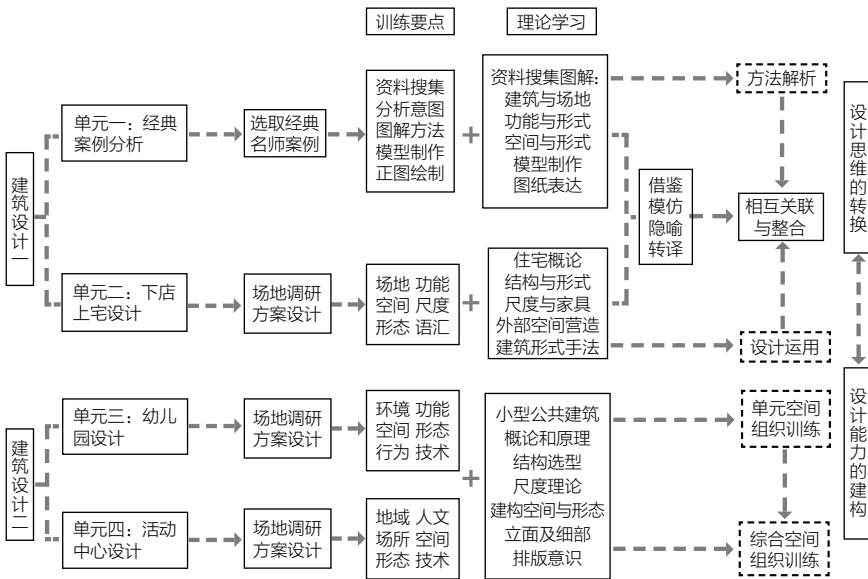 训练要点
理论学习
建筑设计一
单元一：经典
案例分析
选取经典
名师案例
资料搜集
分析意图
图解方法
模型制作
正图绘制
+
资料搜集图解：
建筑与场地
功能与形式
空间与形式
模型制作
图纸表达
方法解析
借鉴
模仿
隐喻
转译
相互关联
与整合
设计思维的转换
单元二：下店
上宅设计
场地调研
方案设计
场地 功能
空间 尺度
形态 语汇
+
住宅概论
结构与形式
尺度与家具
外部空间营造
建筑形式手法
设计运用
建筑设计二
单元三：幼儿
园设计
场地调研
方案设计
环境 功能
空间 形态
行为 技术
+
小型公共建筑
概论和原理
结构选型
尺度理论
建构空间与形态
立面及细部
排版意识
单元空间
组织训练
设计能力的建构
单元四：活动
中心设计
场地调研
方案设计
地域 人文
场所 空间
形态 技术
综合空间
组织训练